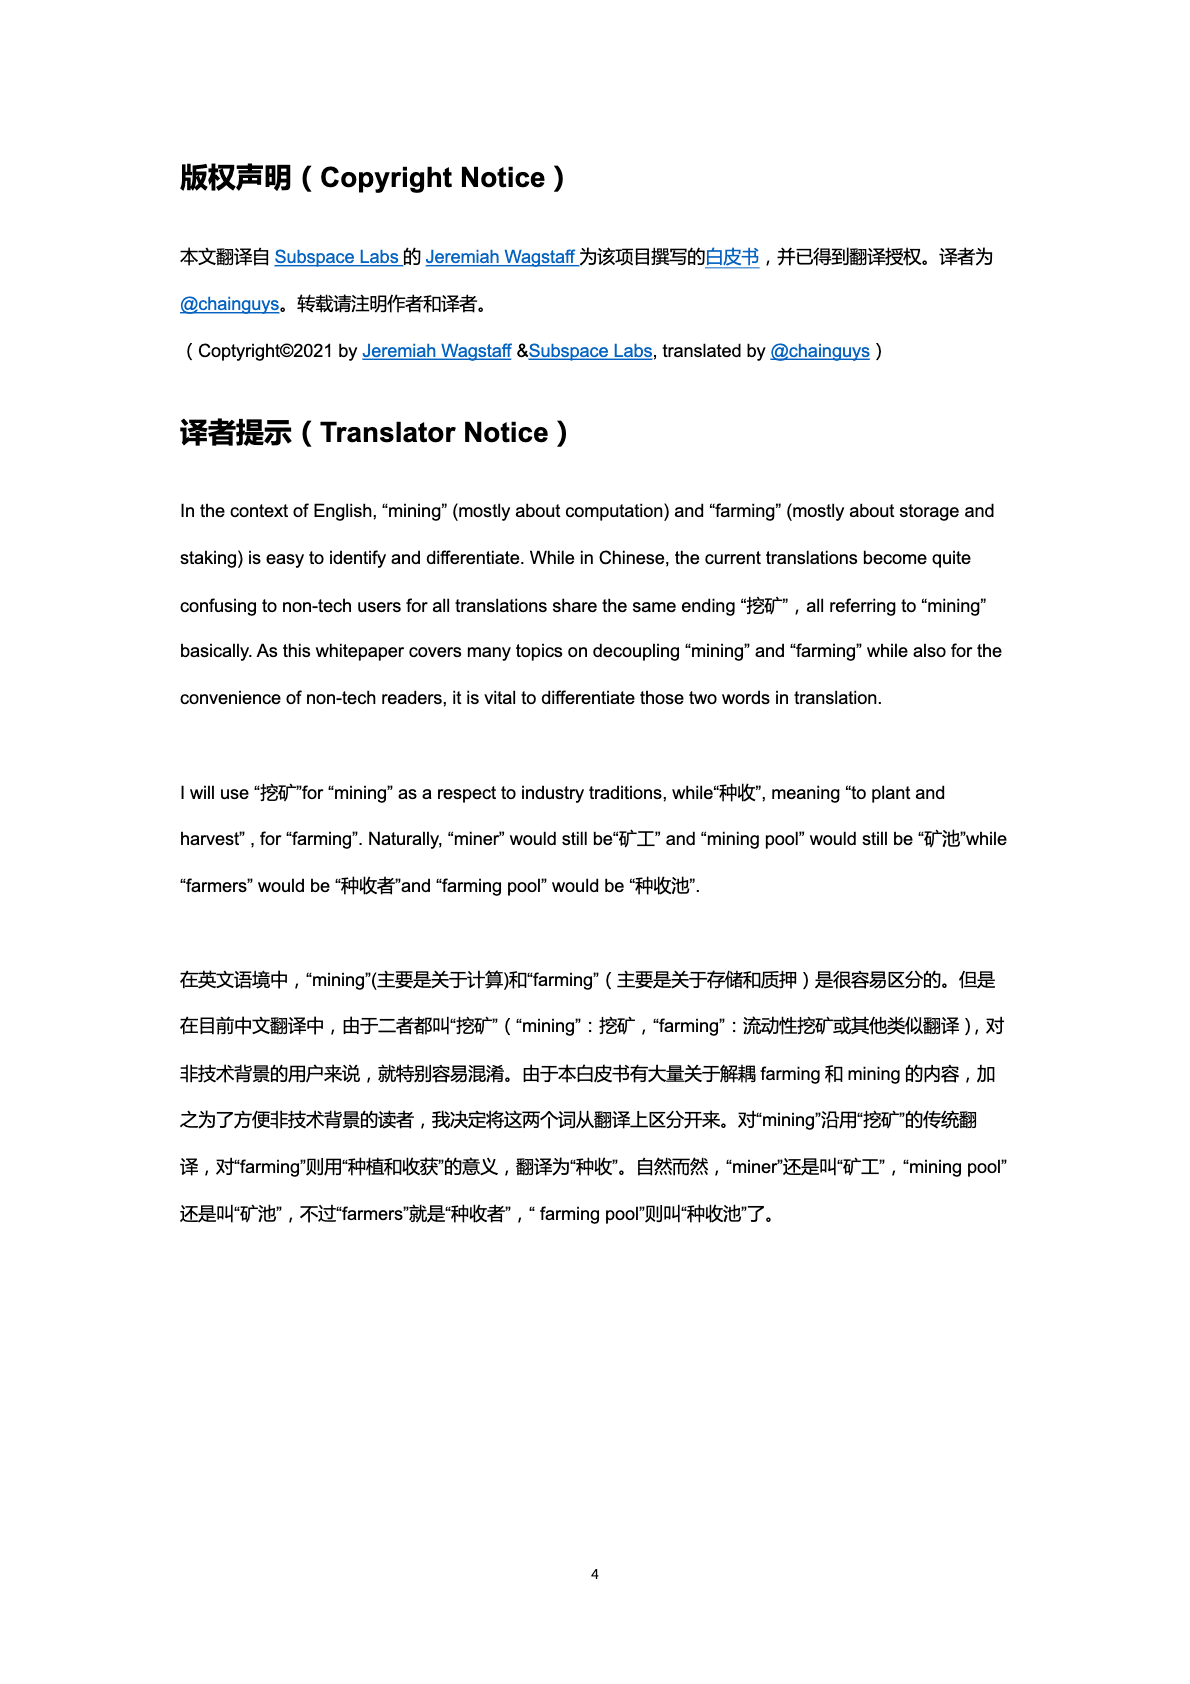 版权声明（Copyright Notice）
本文翻译自 Subspace Labs 的 Jeremiah Wagstaff 为该项目撰写的白皮书，并已得到翻译授权。译者为
@chainguys。转载请注明作者和译者。
（Coptyright©2021 by Jeremiah Wagstaff &Subspace Labs, translated by @chainguys）
译者提示（Translator Notice）
In the context of English, “mining” (mostly about computation) and “farming” (mostly about storage and
staking) is easy to identify and differentiate. While in Chinese, the current translations become quite
confusing to non-tech users for all translations share the same ending “挖矿”，all referring to “mining”
basically. As this whitepaper covers many topics on decoupling “mining” and “farming” while also for the
convenience of non-tech readers, it is vital to differentiate those two words in translation.
I will use “挖矿”for “mining” as a respect to industry traditions, while“种收”, meaning “to plant and
harvest” , for “farming”. Naturally, “miner” would still be“矿工” and “mining pool” would still be “矿池”while
“farmers” would be “种收者”and “farming pool” would be “种收池”.
在英文语境中，“mining”(主要是关于计算)和“farming”（主要是关于存储和质押）是很容易区分的。但是
在目前中文翻译中，由于二者都叫“挖矿”（“mining”：挖矿，“farming”：流动性挖矿或其他类似翻译），对
非技术背景的用户来说，就特别容易混淆。由于本白皮书有大量关于解耦 farming 和 mining 的内容，加
之为了方便非技术背景的读者，我决定将这两个词从翻译上区分开来。对“mining”沿用“挖矿”的传统翻
译，对“farming”则用“种植和收获”的意义，翻译为“种收”。自然而然，“miner”还是叫“矿工”，“mining pool”
还是叫“矿池”，不过“farmers”就是“种收者”，“ farming pool”则叫“种收池”了。
4